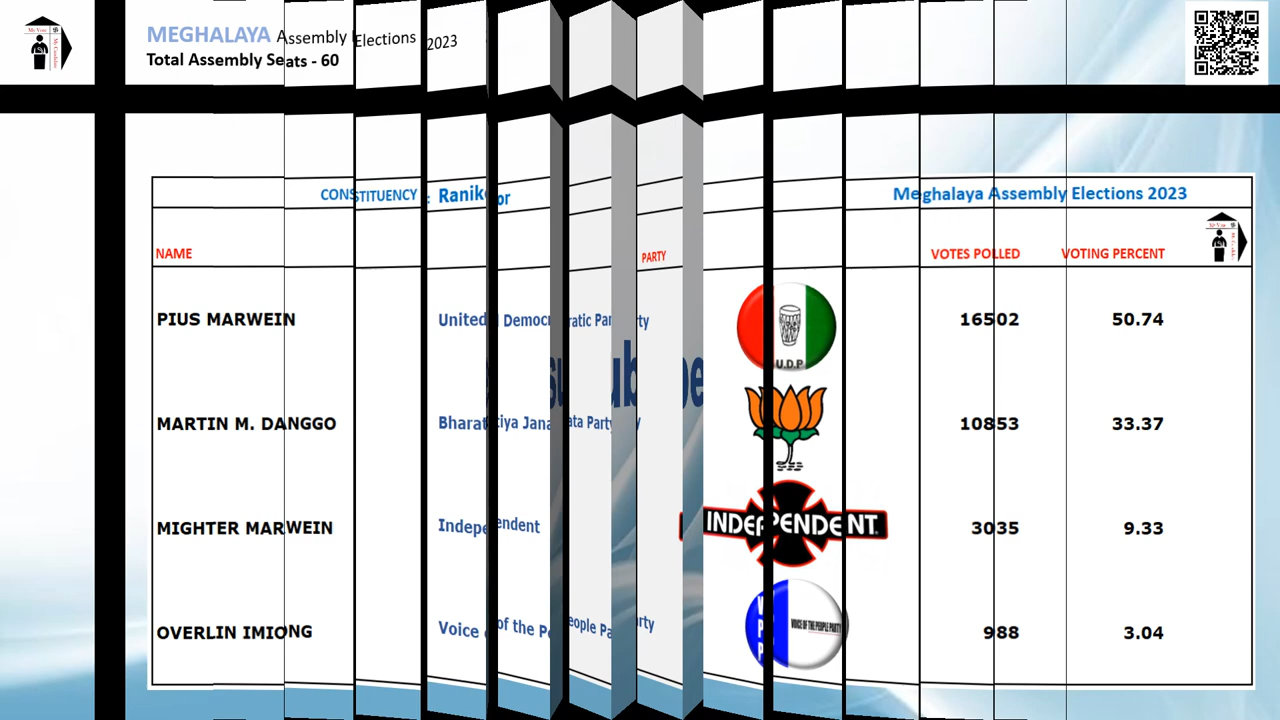 MEGHALAYA Assembly Elections 2023
Total Assembly Seats - 60
CONSTITUENCY : Ranikor
Meghalaya Assembly Elections 2023
NAME PARTY VOTES POLLED VOTING PERCENT
PIUS MARWEIN United Democratic Party U.D.P 16502 50.74
MARTIN M. DANGGO Bharatiya Janata Party 10853 33.37
MIGHTER MARWEIN Independent INDEPENDENT 3035 9.33
OVERLIN IMIONG Voice of the People Party VPP VOICE OF THE PEOPLE PARTY 988 3.04